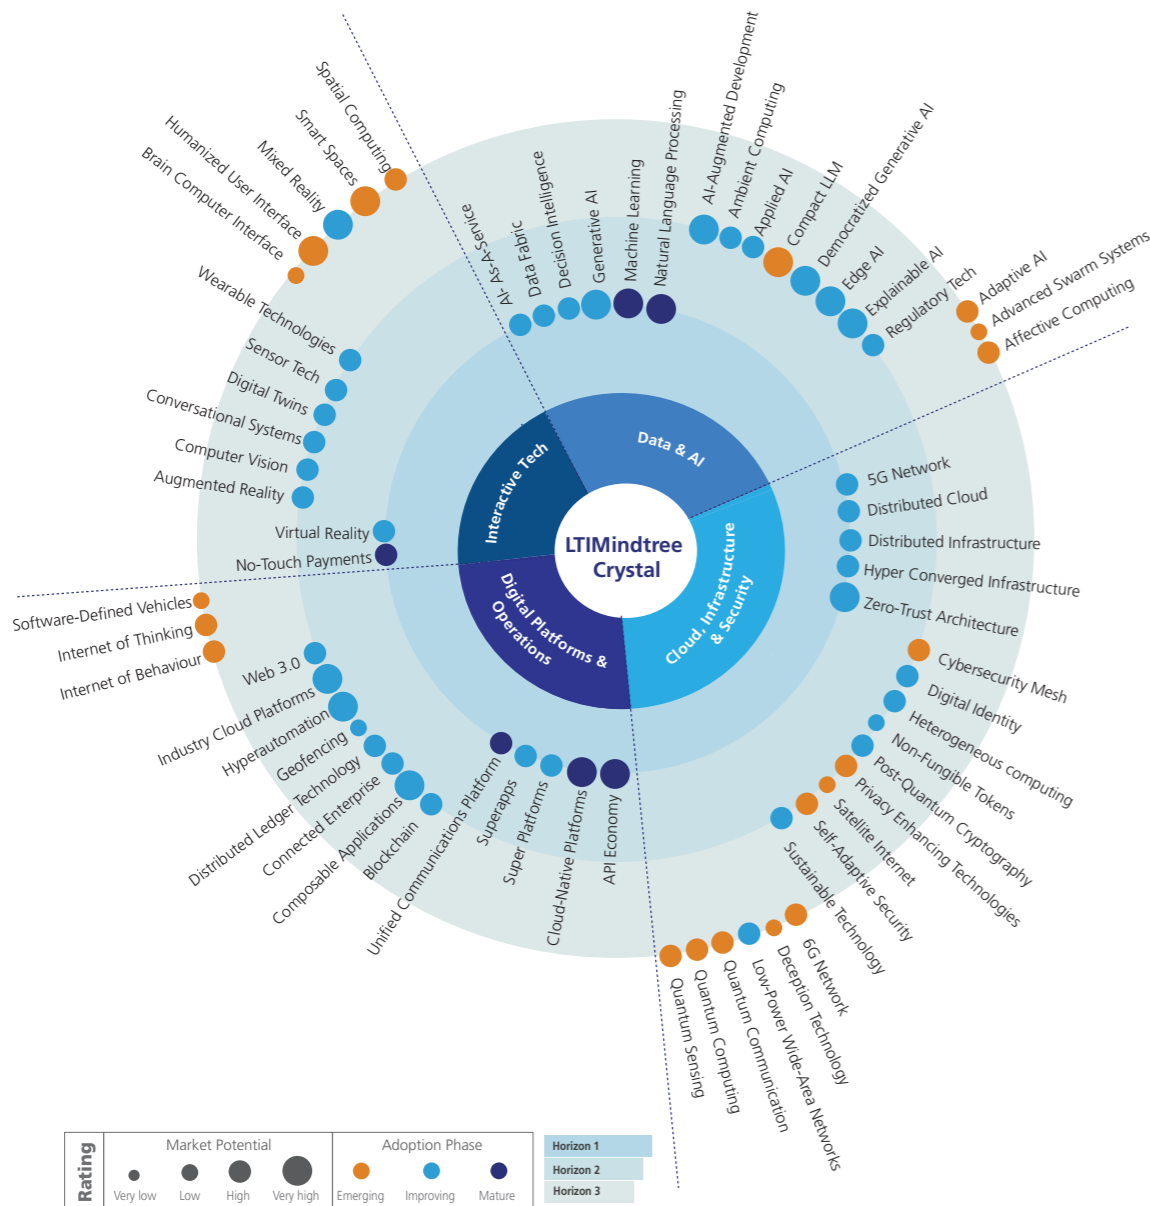 Spatial Computing
Smart Spaces
Mixed Reality
Humanized User Interface
Brain Computer Interface
Wearable Technologies
Sensor Tech
Digital Twins
Conversational Systems
Computer Vision
Augmented Reality
Virtual Reality
No-Touch Payments
AI- As-A-Service
Data Fabric
Decision Intelligence
Generative AI
Machine Learning
Natural Language Processing
AI-Augmented Development
Ambient Computing
Applied AI
Compact LLM
Democratized Generative AI
Edge AI
Explainable AI
Regulatory Tech
Adaptive AI
Advanced Swarm Systems
Affective Computing
Interactive Tech
Data & AI
LTIMindtree
Crystal
Cloud, Infrastructure
& Security
Digital Platforms &
Operations
5G Network
Distributed Cloud
Distributed Infrastructure
Hyper Converged Infrastructure
Zero-Trust Architecture
Cybersecurity Mesh
Digital Identity
Heterogeneous computing
Non-Fungible Tokens
Post-Quantum Cryptography
Privacy Enhancing Technologies
Satellite Internet
Self-Adaptive Security
Sustainable Technology
6G Network
Deception Technology
Low-Power Wide-Area Networks
Quantum Communication
Quantum Computing
Quantum Sensing
Software-Defined Vehicles
Internet of Thinking
Internet of Behaviour
Web 3.0
Industry Cloud Platforms
Hyperautomation
Geofencing
Distributed Ledger Technology
Connected Enterprise
Composable Applications
Blockchain
Unified Communications Platform
Superapps
Super Platforms
Cloud-Native Platforms
API Economy
Rating
Market Potential
Very low
Low
High
Very high
Adoption Phase
Emerging
Improving
Mature
Horizon 1
Horizon 2
Horizon 3